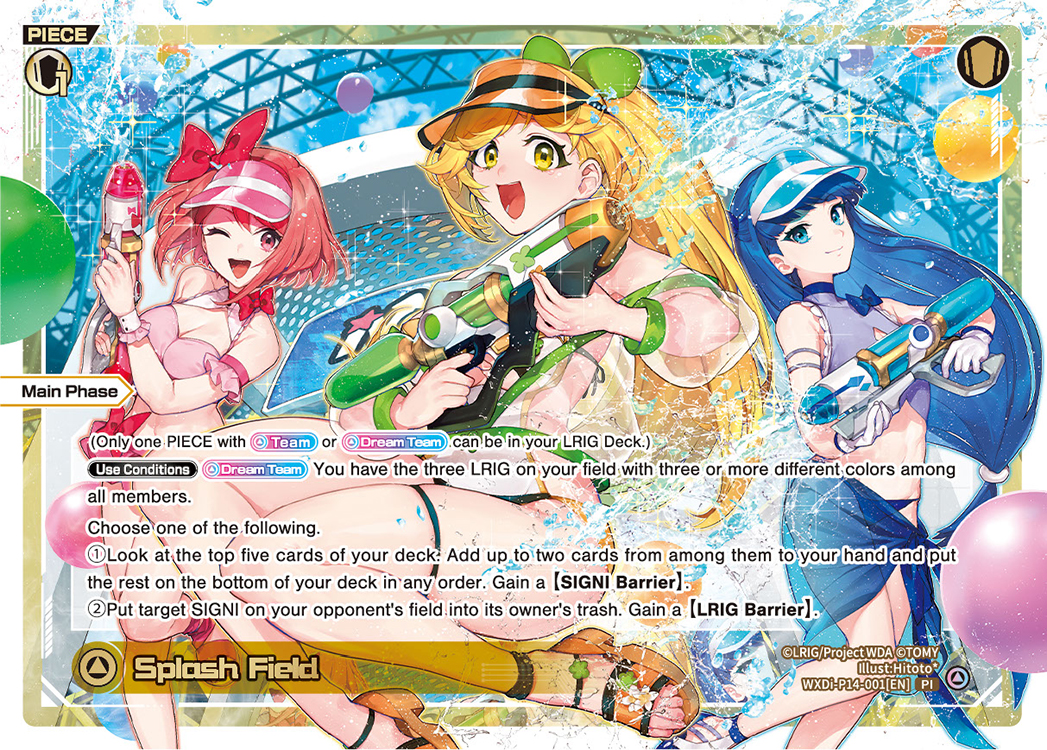 PIECE
G
Main Phase
(Only one PIECE with Team or Dream Team can be in your LRIG Deck.)
Use Conditions Dream Team You have the three LRIG on your field with three or more different colors among
all members.
Choose one of the following.
①Look at the top five cards of your deck. Add up to two cards from among them to your hand and put
the rest on the bottom of your deck in any order. Gain a 【SIGNI Barrier】.
②Put target SIGNI on your opponent's field into its owner's trash. Gain a 【LRIG Barrier】.
Splash Field
©LRIG/Project WDA ©TOMY
Illust:Hitoto*
WXDi-P14-001[EN] PI